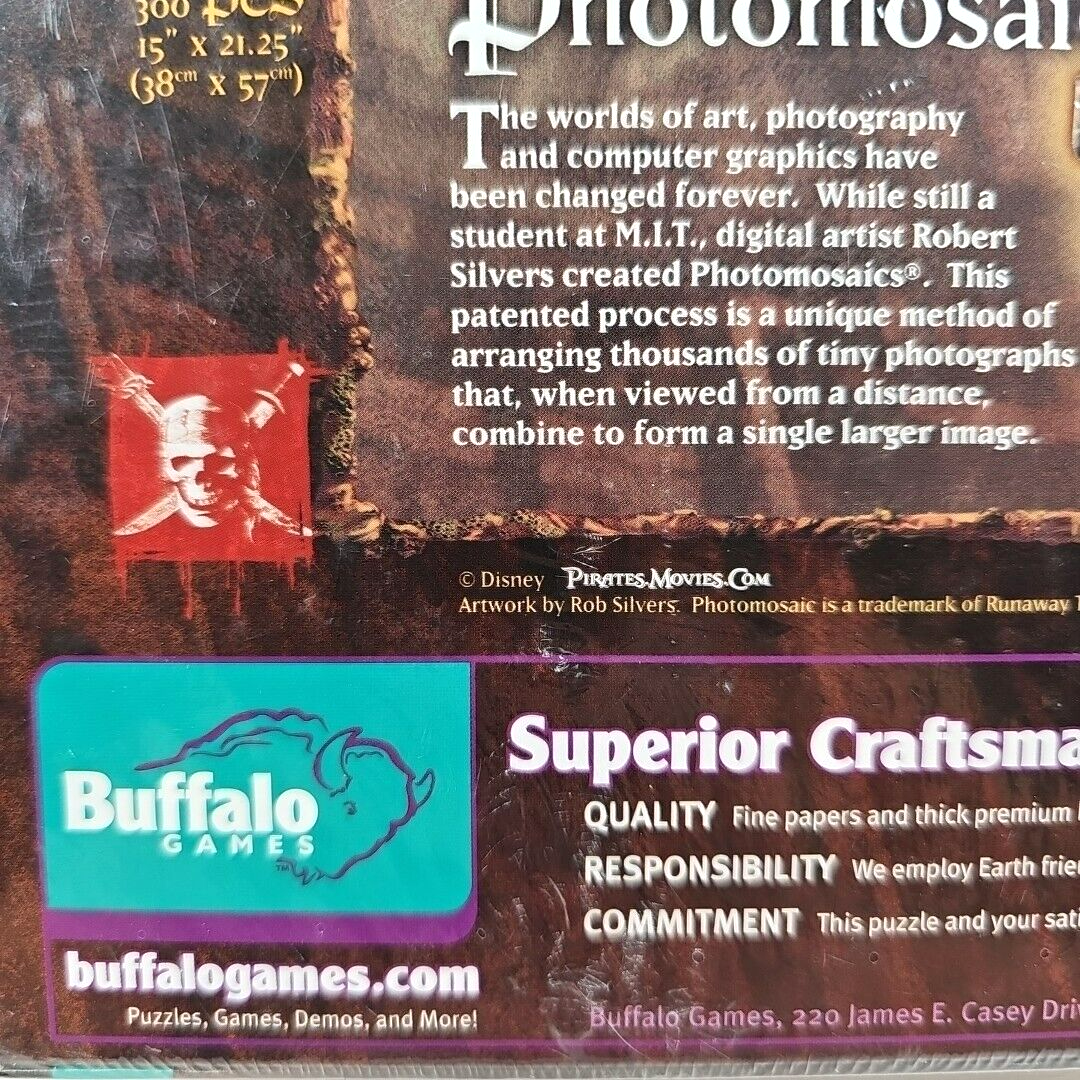 300 PCS
15" X 21.25"
(38cm X 57cm)
Photomosai
The worlds of art, photography
and computer graphics have
been changed forever. While still a
student at M.I.T., digital artist Robert
Silvers created Photomosaics®. This
patented process is a unique method of
arranging thousands of tiny photographs
that, when viewed from a distance,
combine to form a single larger image.
© Disney PIRATES.MOVIES.COM
Artwork by Rob Silvers. Photomosaic is a trademark of Runaway T
Buffalo
GAMES
TM
buffalogames.com
Puzzles, Games, Demos, and More!
Superior Craftsma
QUALITY Fine papers and thick premium
RESPONSIBILITY We employ Earth frie
COMMITMENT This puzzle and your sati
Buffalo Games, 220 James E. Casey Driv